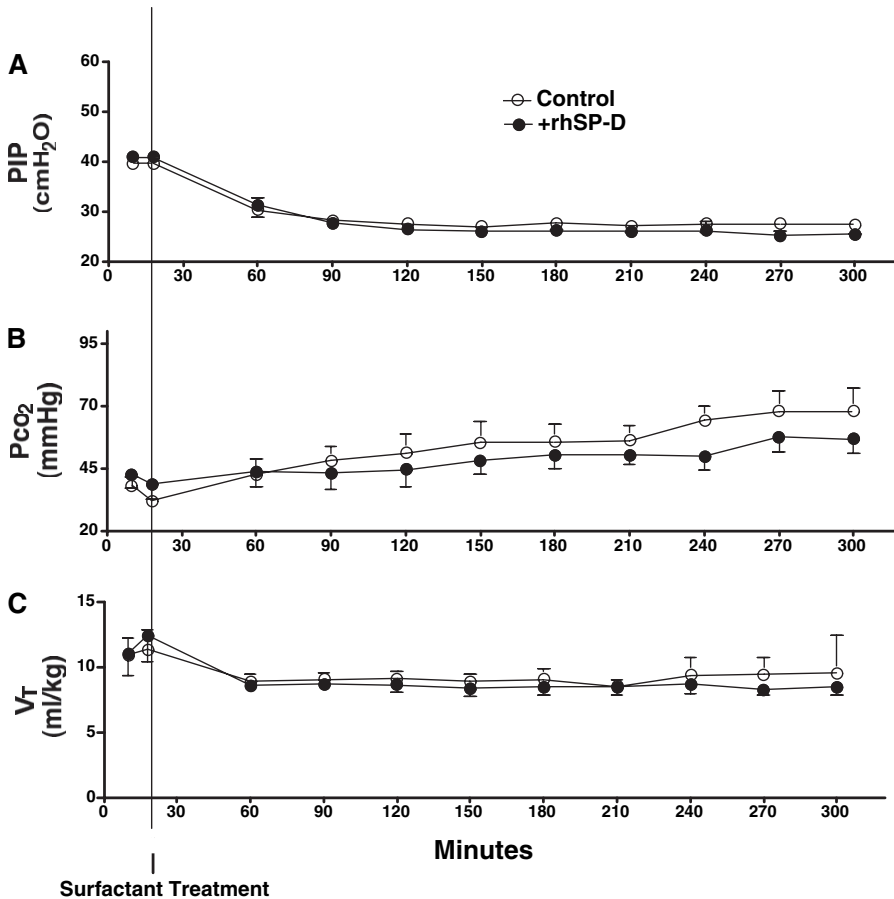 A
PIP
(cmH2O)
60
50
40
30
20
0 30 60 90 120 150 180 210 240 270 300
Control
+rhSP-D
B
Pco2
(mmHg)
95
70
45
20
0 30 60 90 120 150 180 210 240 270 300
C
VT
(ml/kg)
15
10
5
0
0 30 60 90 120 150 180 210 240 270 300
Minutes
Surfactant Treatment